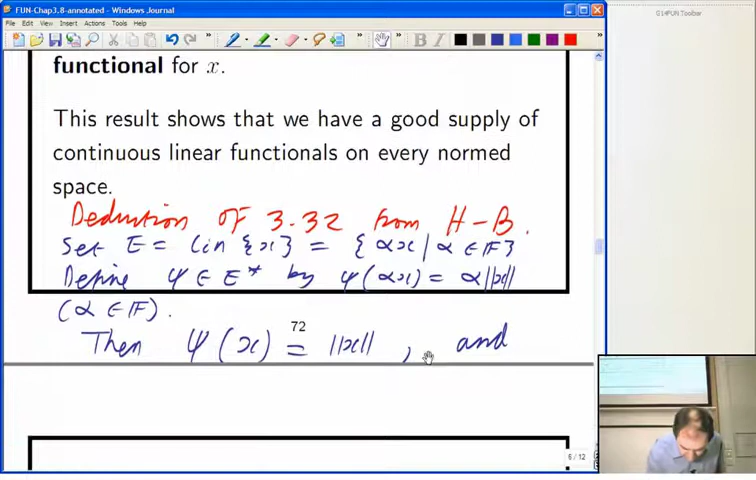 FUN-Chap3.8-annotated - Windows Journal
G14FUN Toolbar
File Edit View Insert Actions Tools Help
B I
functional for x.
This result shows that we have a good supply of
continuous linear functionals on every normed
space.
Deduction of 3.32 from H-B.
Set E = lin {x} = {αx | α ∈ F}
Define ψ ∈ E* by ψ(αx) = α||x||
(α ∈ F).
72
Then ψ(x) = ||x||, and
6 / 12